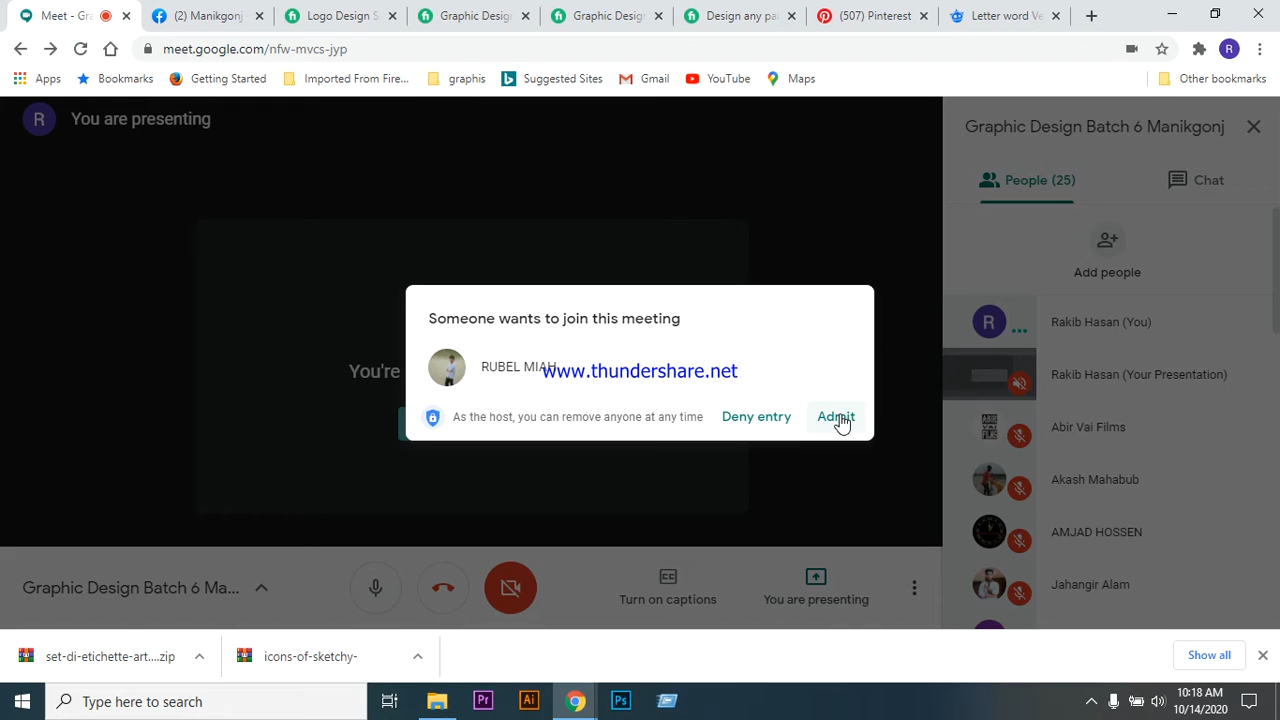 Meet - Gra
(2) Manikgonj
Logo Design S
Graphic Desig
Graphic Desig
Design any pa
(507) Pinterest
Letter word Ve
meet.google.com/nfw-mvcs-jyp
R
Apps
Bookmarks
Getting Started
Imported From Fire...
graphis
Suggested Sites
Gmail
YouTube
Maps
Other bookmarks
R
You are presenting
Graphic Design Batch 6 Manikgonj
People (25)
Chat
Add people
Someone wants to join this meeting
RUBEL MIAH
www.thundershare.net
As the host, you can remove anyone at any time
Deny entry
Admit
You're
R
Rakib Hasan (You)
Rakib Hasan (Your Presentation)
Abir Vai Films
Akash Mahabub
AMJAD HOSSEN
Jahangir Alam
Graphic Design Batch 6 Ma...
Turn on captions
You are presenting
set-di-etichette-art....zip
icons-of-sketchy-
Show all
Type here to search
Pr
Ai
Ps
10:18 AM
10/14/2020